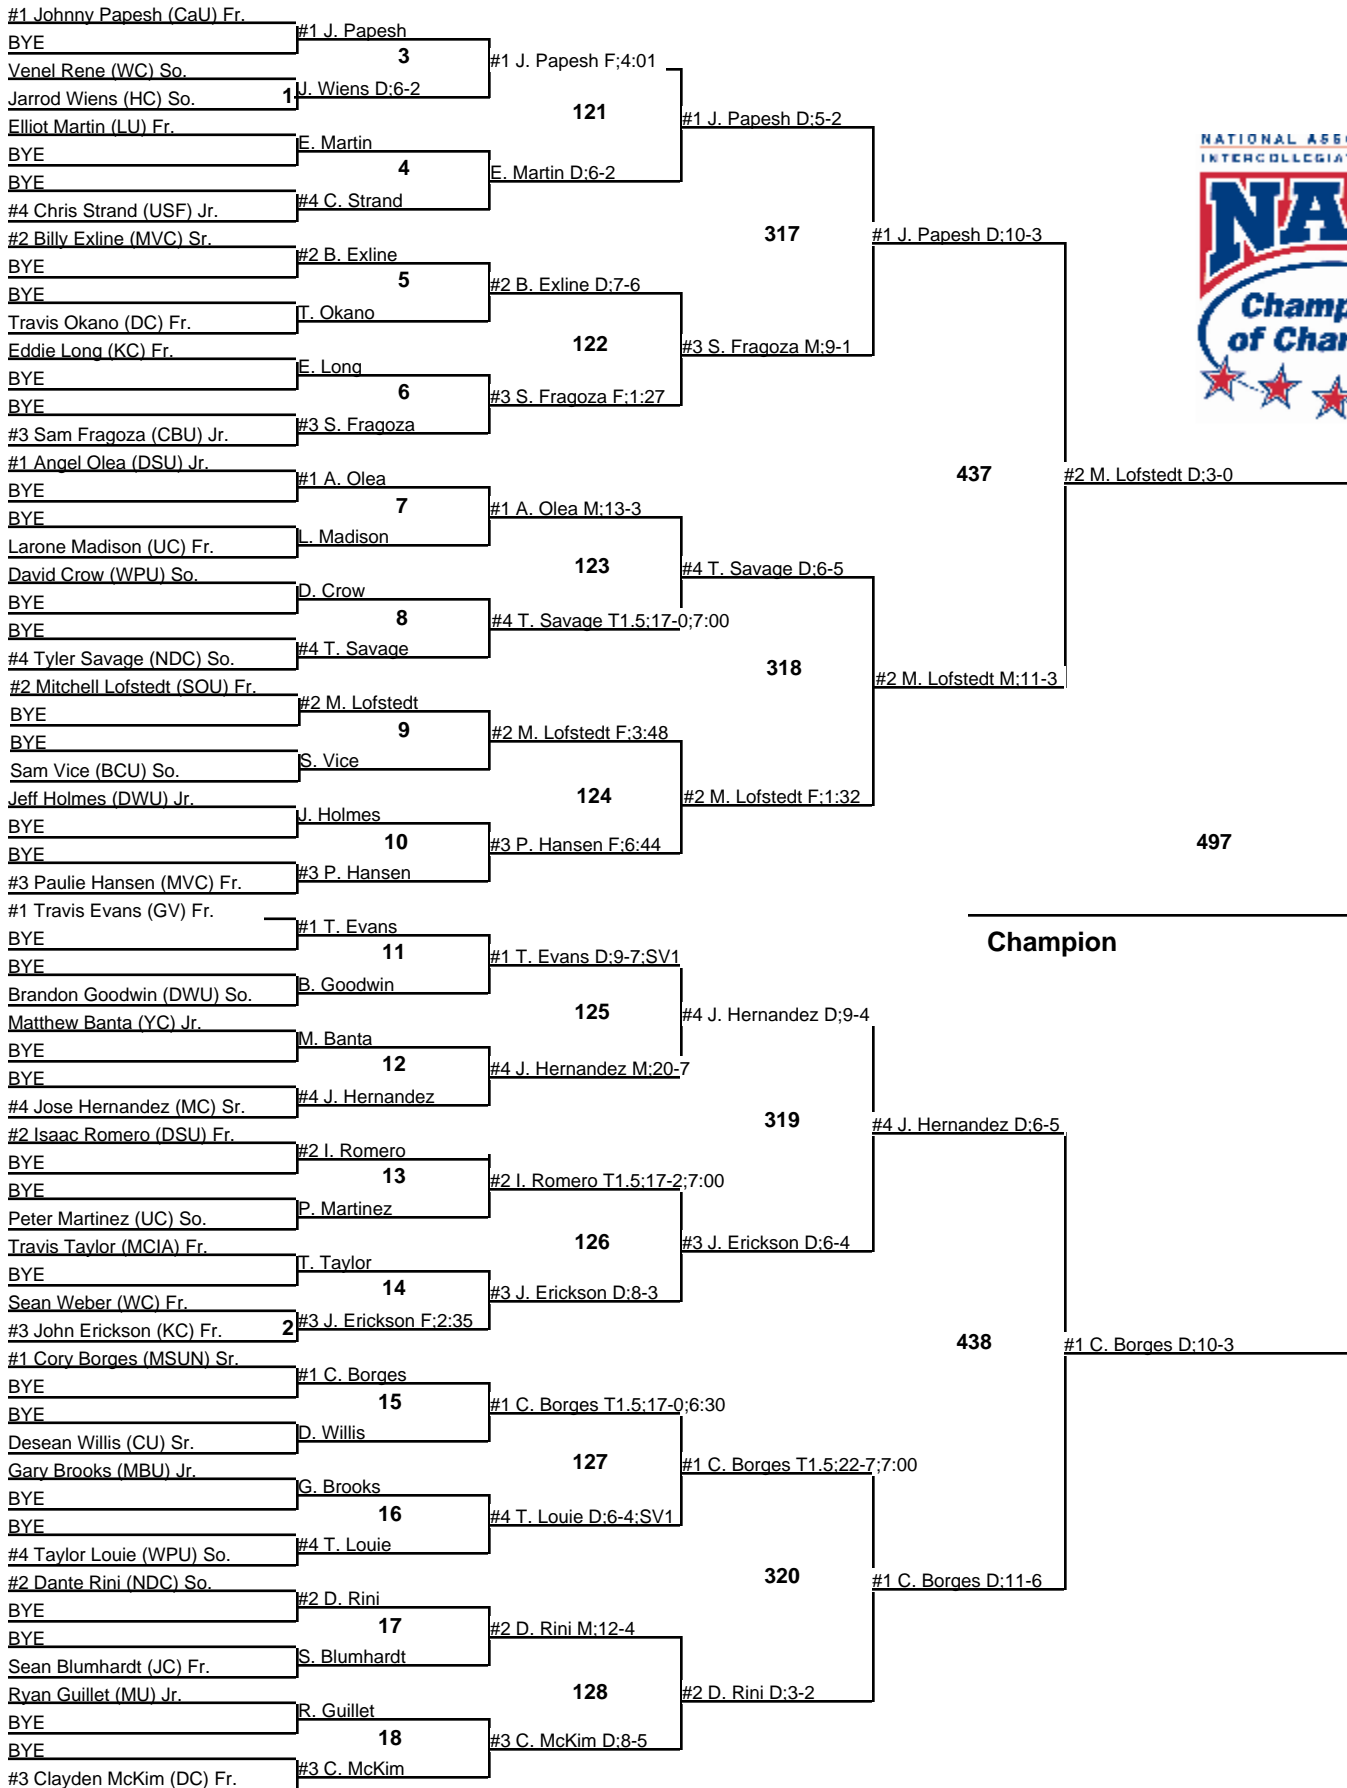 #1 Johnny Papesh (CaU) Fr.
BYE
Venel Rene (WC) So.
Jarrod Wiens (HC) So.
Elliot Martin (LU) Fr.
BYE
BYE
#4 Chris Strand (USF) Jr.
#2 Billy Exline (MVC) Sr.
BYE
BYE
Travis Okano (DC) Fr.
Eddie Long (KC) Fr.
BYE
BYE
#3 Sam Fragoza (CBU) Jr.
#1 Angel Olea (DSU) Jr.
BYE
BYE
Larone Madison (UC) Fr.
David Crow (WPU) So.
BYE
BYE
#4 Tyler Savage (NDC) So.
#2 Mitchell Lofstedt (SOU) Fr.
BYE
BYE
Sam Vice (BCU) So.
Jeff Holmes (DWU) Jr.
BYE
BYE
#3 Paulie Hansen (MVC) Fr.
#1 Travis Evans (GV) Fr.
BYE
BYE
Brandon Goodwin (DWU) So.
Matthew Banta (YC) Jr.
BYE
BYE
#4 Jose Hernandez (MC) Sr.
#2 Isaac Romero (DSU) Fr.
BYE
BYE
Peter Martinez (UC) So.
Travis Taylor (MCIA) Fr.
BYE
Sean Weber (WC) Fr.
#3 John Erickson (KC) Fr.
#1 Cory Borges (MSUN) Sr.
BYE
BYE
Desean Willis (CU) Sr.
Gary Brooks (MBU) Jr.
BYE
BYE
#4 Taylor Louie (WPU) So.
#2 Dante Rini (NDC) So.
BYE
BYE
Sean Blumhardt (JC) Fr.
Ryan Guillet (MU) Jr.
BYE
BYE
#3 Clayden McKim (DC) Fr.
1
2
#1 J. Papesh
3
J. Wiens D;6-2
E. Martin
4
#4 C. Strand
#2 B. Exline
5
T. Okano
E. Long
6
#3 S. Fragoza
#1 A. Olea
7
L. Madison
D. Crow
8
#4 T. Savage
#2 M. Lofstedt
9
S. Vice
J. Holmes
10
#3 P. Hansen
#1 T. Evans
11
B. Goodwin
M. Banta
12
#4 J. Hernandez
#2 I. Romero
13
P. Martinez
T. Taylor
14
#3 J. Erickson F;2:35
#1 C. Borges
15
D. Willis
G. Brooks
16
#4 T. Louie
#2 D. Rini
17
S. Blumhardt
R. Guillet
18
#3 C. McKim
#1 J. Papesh F;4:01
121
E. Martin D;6-2
#2 B. Exline D;7-6
122
#3 S. Fragoza F;1:27
#1 A. Olea M;13-3
123
#4 T. Savage T1.5;17-0;7:00
#2 M. Lofstedt F;3:48
124
#3 P. Hansen F;6:44
#1 T. Evans D;9-7;SV1
125
#4 J. Hernandez M;20-7
#2 I. Romero T1.5;17-2;7:00
126
#3 J. Erickson D;8-3
#1 C. Borges T1.5;17-0;6:30
127
#4 T. Louie D;6-4;SV1
#2 D. Rini M;12-4
128
#3 C. McKim D;8-5
#1 J. Papesh D;5-2
317
#3 S. Fragoza M;9-1
#4 T. Savage D;6-5
318
#2 M. Lofstedt F;1:32
#4 J. Hernandez D;9-4
319
#3 J. Erickson D;6-4
#1 C. Borges T1.5;22-7;7:00
320
#2 D. Rini D;3-2
#1 J. Papesh D;10-3
437
#2 M. Lofstedt M;11-3
#4 J. Hernandez D;6-5
438
#1 C. Borges D;11-6
#2 M. Lofstedt D;3-0
497
#1 C. Borges D;10-3
Champion
NATIONAL ASS
INTERCOLLEGIA
NA
Champ
of Char